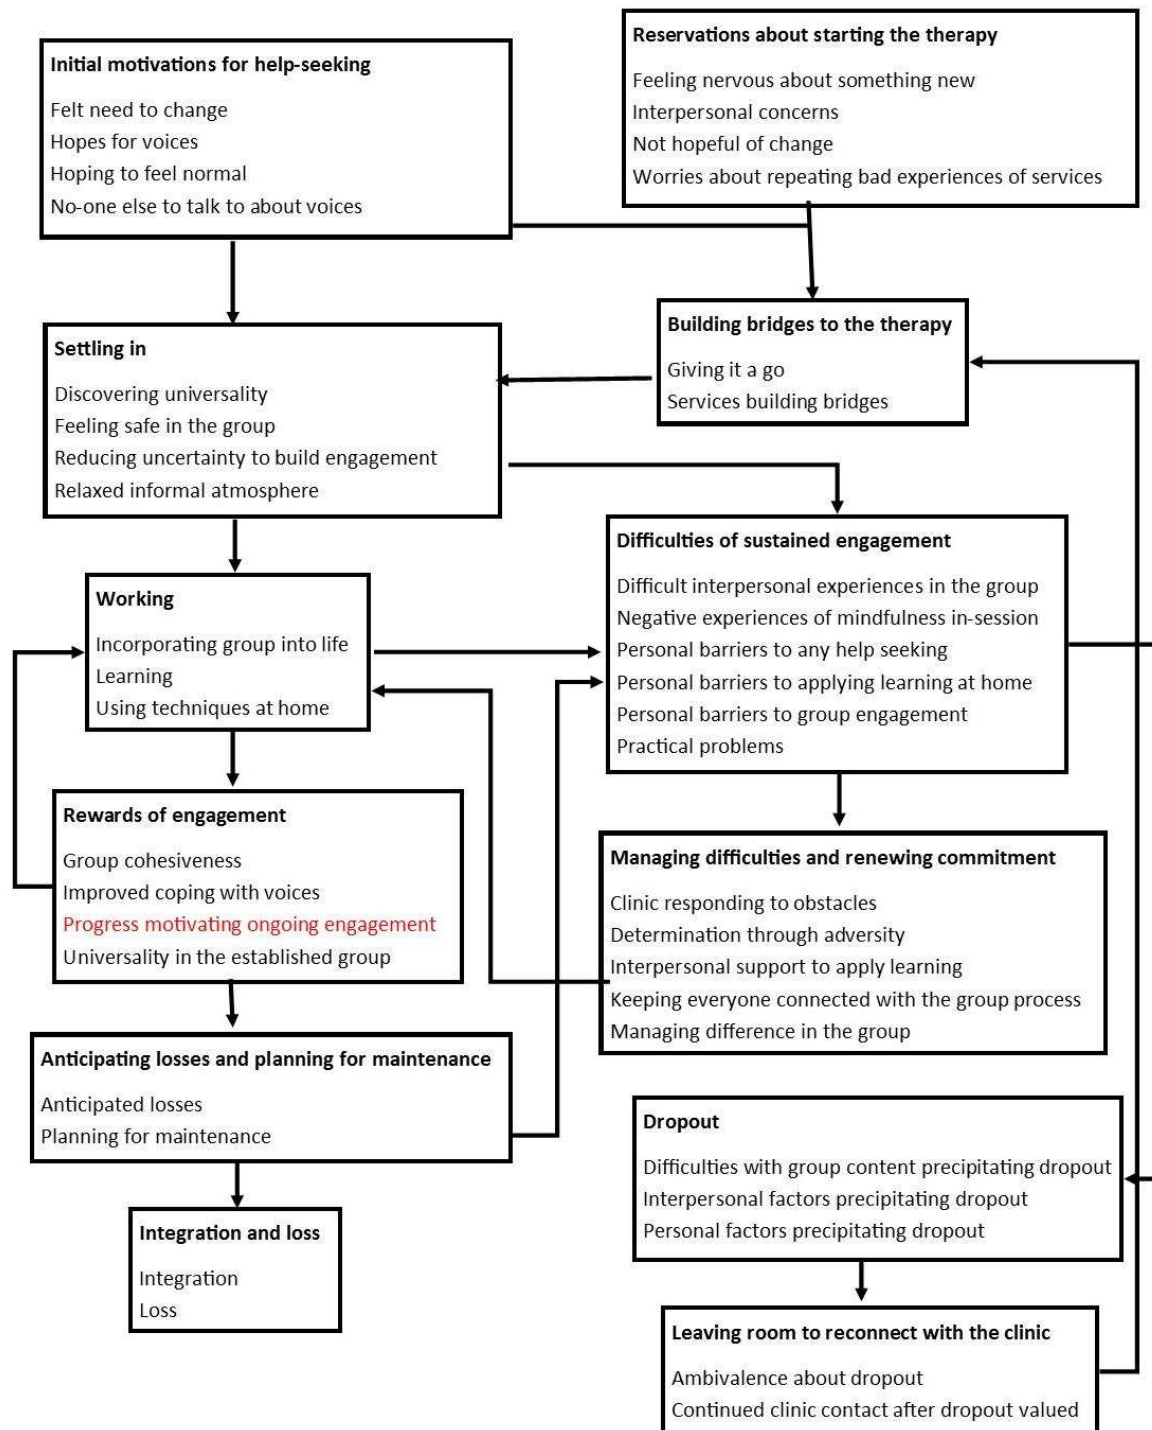 Initial motivations for help-seeking
Felt need to change
Hopes for voices
Hoping to feel normal
No-one else to talk to about voices
Reservations about starting the therapy
Feeling nervous about something new
Interpersonal concerns
Not hopeful of change
Worries about repeating bad experiences of services
Building bridges to the therapy
Giving it a go
Services building bridges
Settling in
Discovering universality
Feeling safe in the group
Reducing uncertainty to build engagement
Relaxed informal atmosphere
Difficulties of sustained engagement
Difficult interpersonal experiences in the group
Negative experiences of mindfulness in-session
Personal barriers to any help seeking
Personal barriers to applying learning at home
Personal barriers to group engagement
Practical problems
Working
Incorporating group into life
Learning
Using techniques at home
Rewards of engagement
Group cohesiveness
Improved coping with voices
Progress motivating ongoing engagement
Universality in the established group
Managing difficulties and renewing commitment
Clinic responding to obstacles
Determination through adversity
Interpersonal support to apply learning
Keeping everyone connected with the group process
Managing difference in the group
Anticipating losses and planning for maintenance
Anticipated losses
Planning for maintenance
Dropout
Difficulties with group content precipitating dropout
Interpersonal factors precipitating dropout
Personal factors precipitating dropout
Integration and loss
Integration
Loss
Leaving room to reconnect with the clinic
Ambivalence about dropout
Continued clinic contact after dropout valued